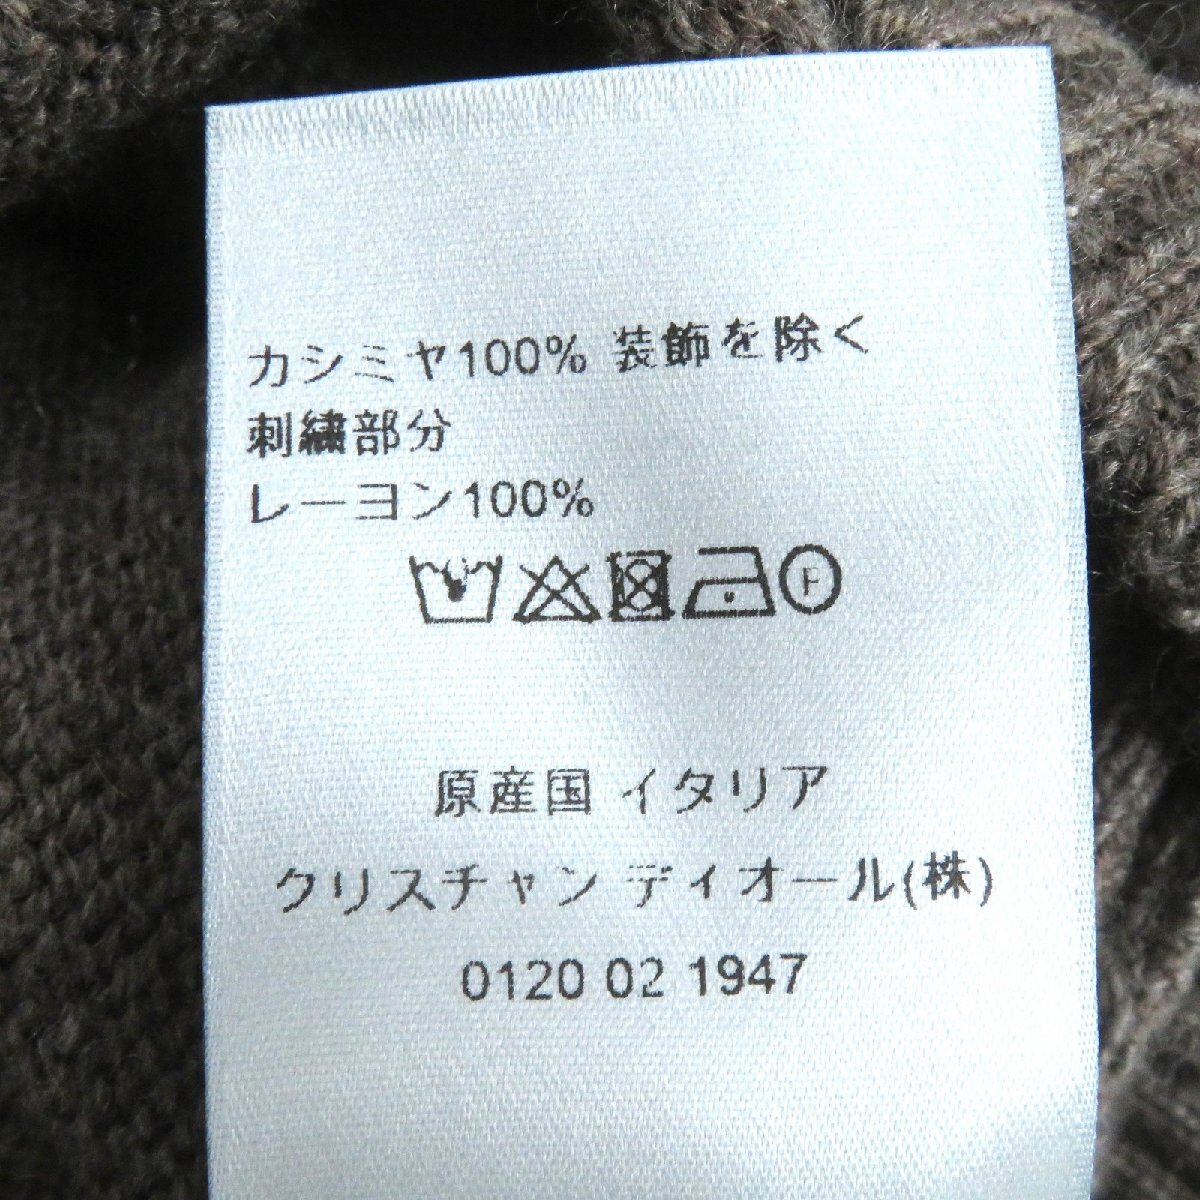 カシミヤ100% 装飾を除く
刺繍部分
レーヨン100%
F
原産国 イタリア
クリスチャン ディオール(株)
0120 02 1947